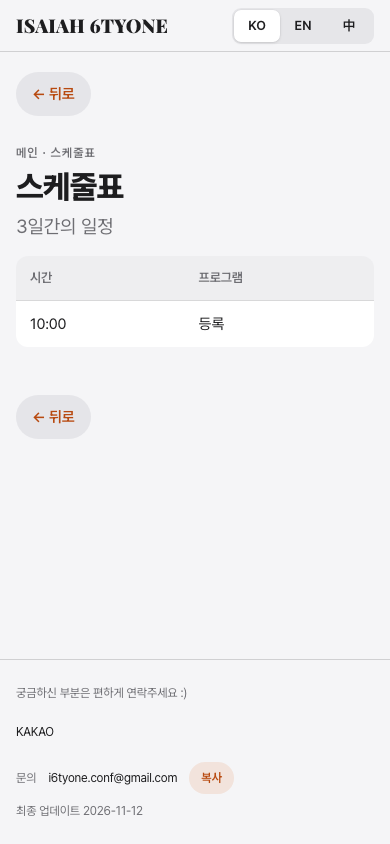 ISAIAH 6TYONE
KO EN 中
← 뒤로
메인 · 스케줄표
스케줄표
3일간의 일정
시간 프로그램
10:00 등록
← 뒤로
궁금하신 부분은 편하게 연락주세요 :)
KAKAO
문의 i6tyone.conf@gmail.com 복사
최종 업데이트 2026-11-12